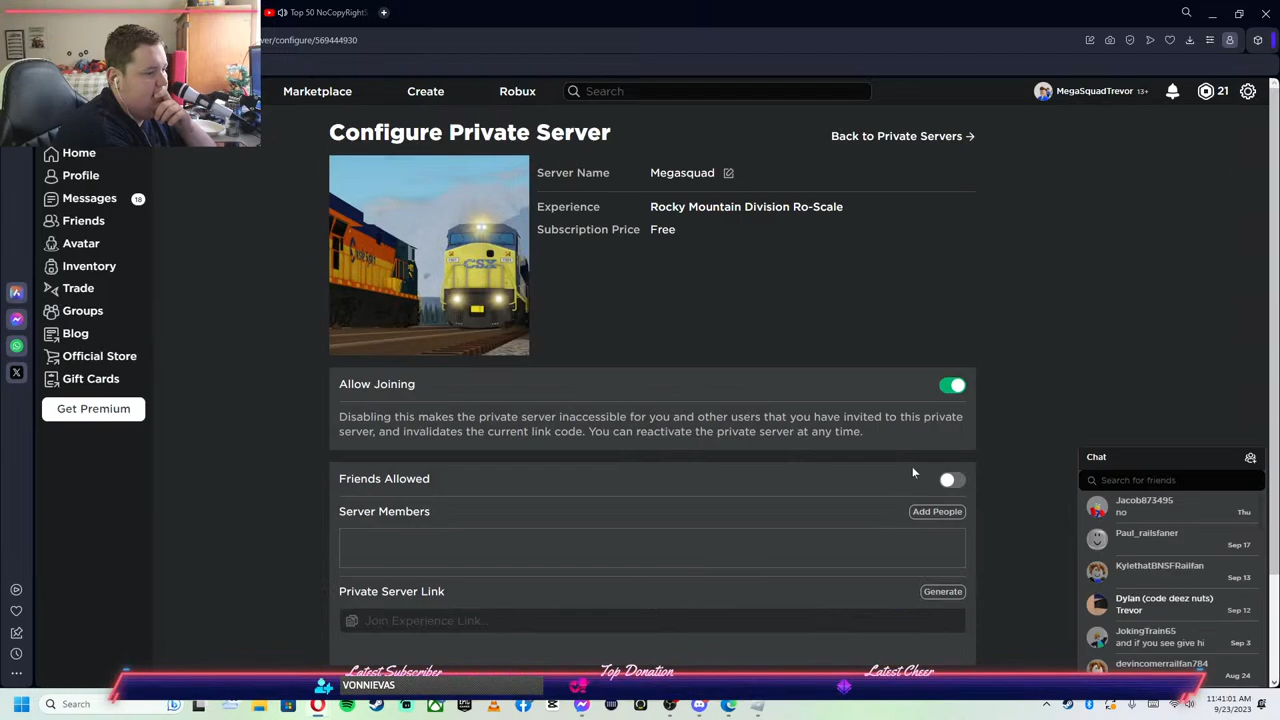 Top 50 NoCopyRightS
ver/configure/569444930
Marketplace
Create
Robux
Search
MegaSquadTrevor 13+
21
Home
Profile
Messages 18
Friends
Avatar
Inventory
Trade
Groups
Blog
Official Store
Gift Cards
Get Premium
Configure Private Server
Back to Private Servers →
Server Name Megasquad
Experience Rocky Mountain Division Ro-Scale
Subscription Price Free
CSX
Allow Joining
Disabling this makes the private server inaccessible for you and other users that you have invited to this private
server, and invalidates the current link code. You can reactivate the private server at any time.
Friends Allowed
Server Members
Add People
Private Server Link
Generate
Join Experience Link...
Chat
Search for friends
Jacob873495
no Thu
Paul_railsfaner
Sep 17
KylethatBNSFRailfan
Sep 13
Dylan (code deez nuts)
Trevor Sep 12
JokingTrain65
and if you see give hi Sep 3
devincomerrailfan784
Aug 24
Latest Subscriber
VONNIEVAS
Top Donation
Latest Cheer
Search
11:41:01 AM
9/23/2023